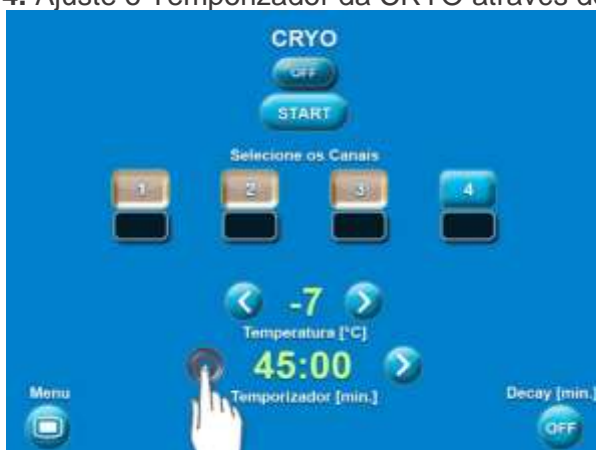 4. Ajuste o Temporizador da CRYO através d
CRYO
OFF
START
Selecione os Canais
1 2 3 4
-7
Temperatura [°C]
45:00
Temporizador [min.]
Menu
Decay [min.]
OFF